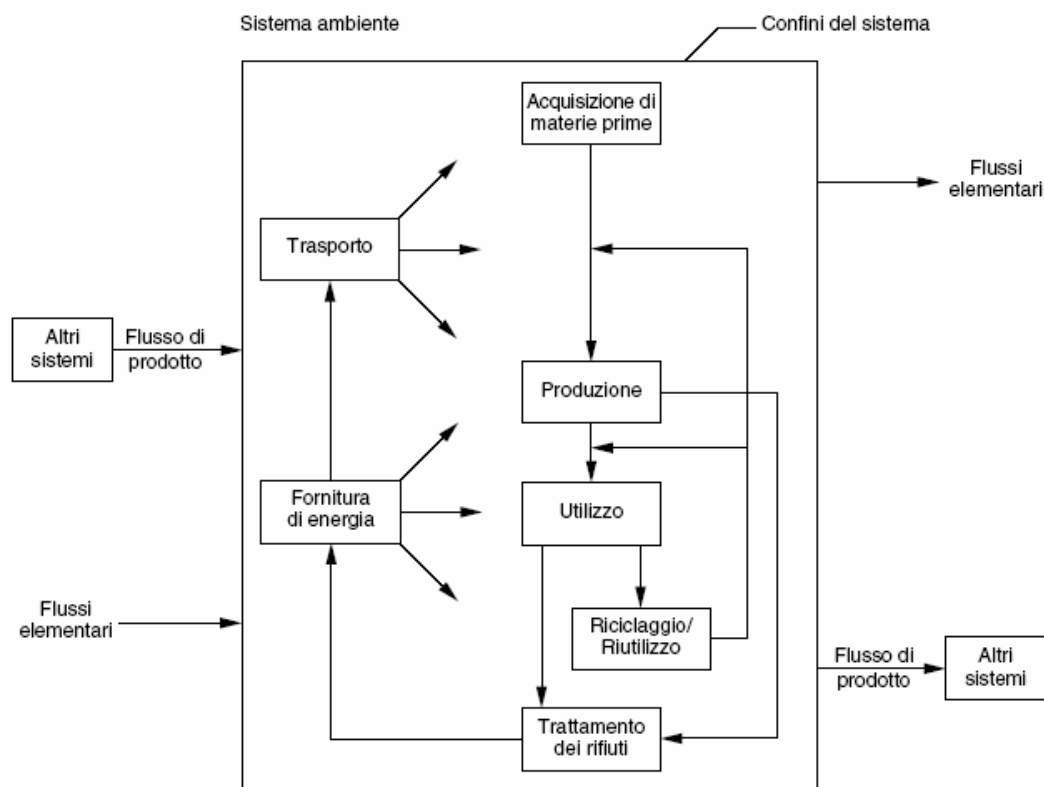 Sistema ambiente
Confini del sistema
Acquisizione di
materie prime
Flussi
elementari
Trasporto
Altri
sistemi
Flusso di
prodotto
Produzione
Fornitura
di energia
Utilizzo
Flussi
elementari
Riciclaggio/
Riutilizzo
Flusso di
prodotto
Altri
sistemi
Trattamento
dei rifiuti